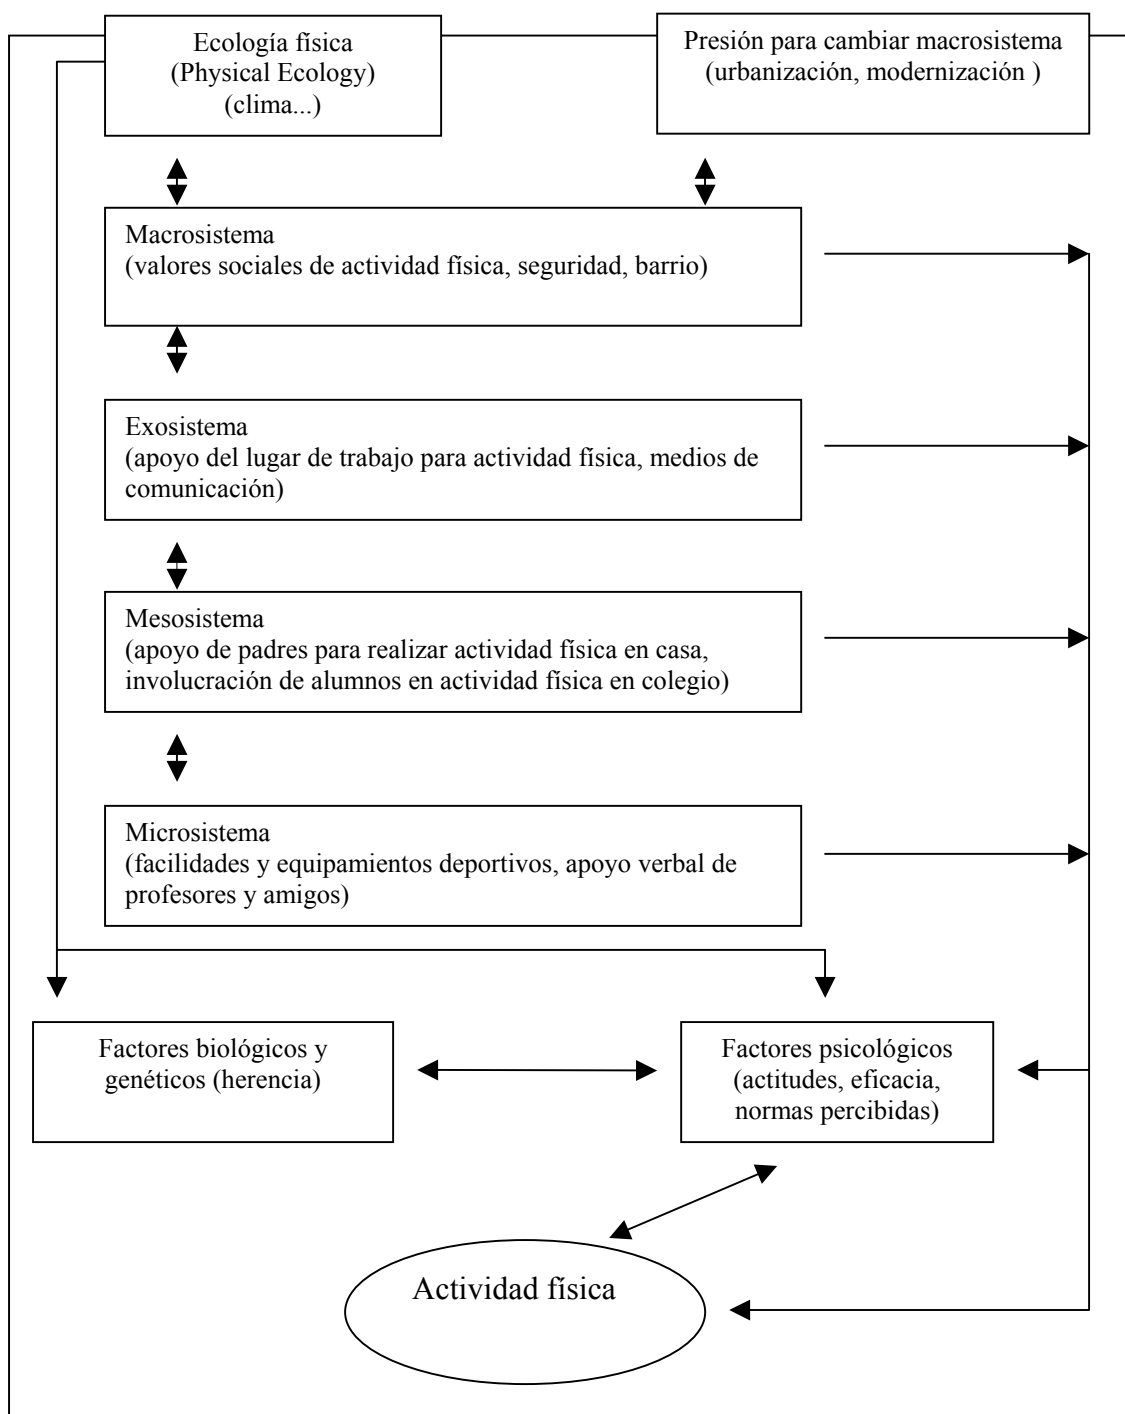 Ecología física
(Physical Ecology)
(clima...)
Presión para cambiar macrosistema
(urbanización, modernización )
Macrosistema
(valores sociales de actividad física, seguridad, barrio)
Exosistema
(apoyo del lugar de trabajo para actividad física, medios de
comunicación)
Mesosistema
(apoyo de padres para realizar actividad física en casa,
involucración de alumnos en actividad física en colegio)
Microsistema
(facilidades y equipamientos deportivos, apoyo verbal de
profesores y amigos)
Factores biológicos y
genéticos (herencia)
Factores psicológicos
(actitudes, eficacia,
normas percibidas)
Actividad física